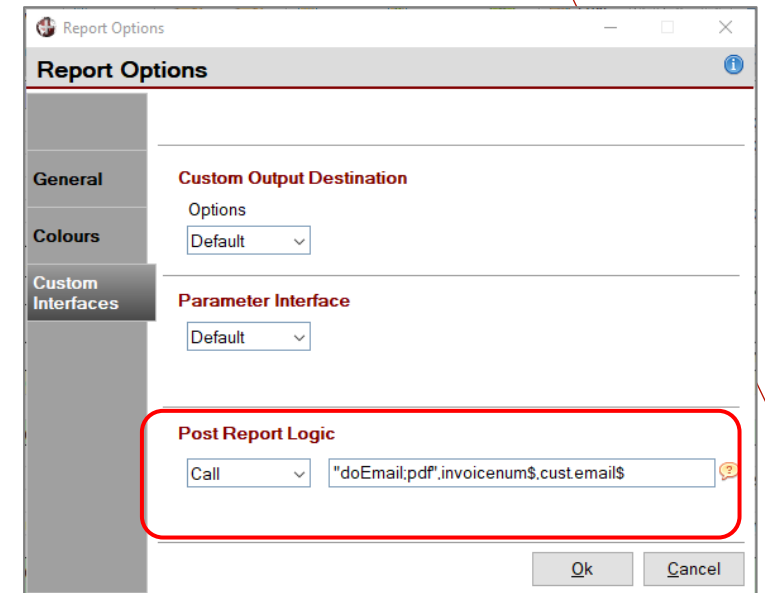 Report Options
Report Options
General
Colours
Custom
Interfaces
Custom Output Destination
Options
Default
Parameter Interface
Default
Post Report Logic
Call
"doEmail;pdf",invoicenum$,cust.email$
Ok
Cancel